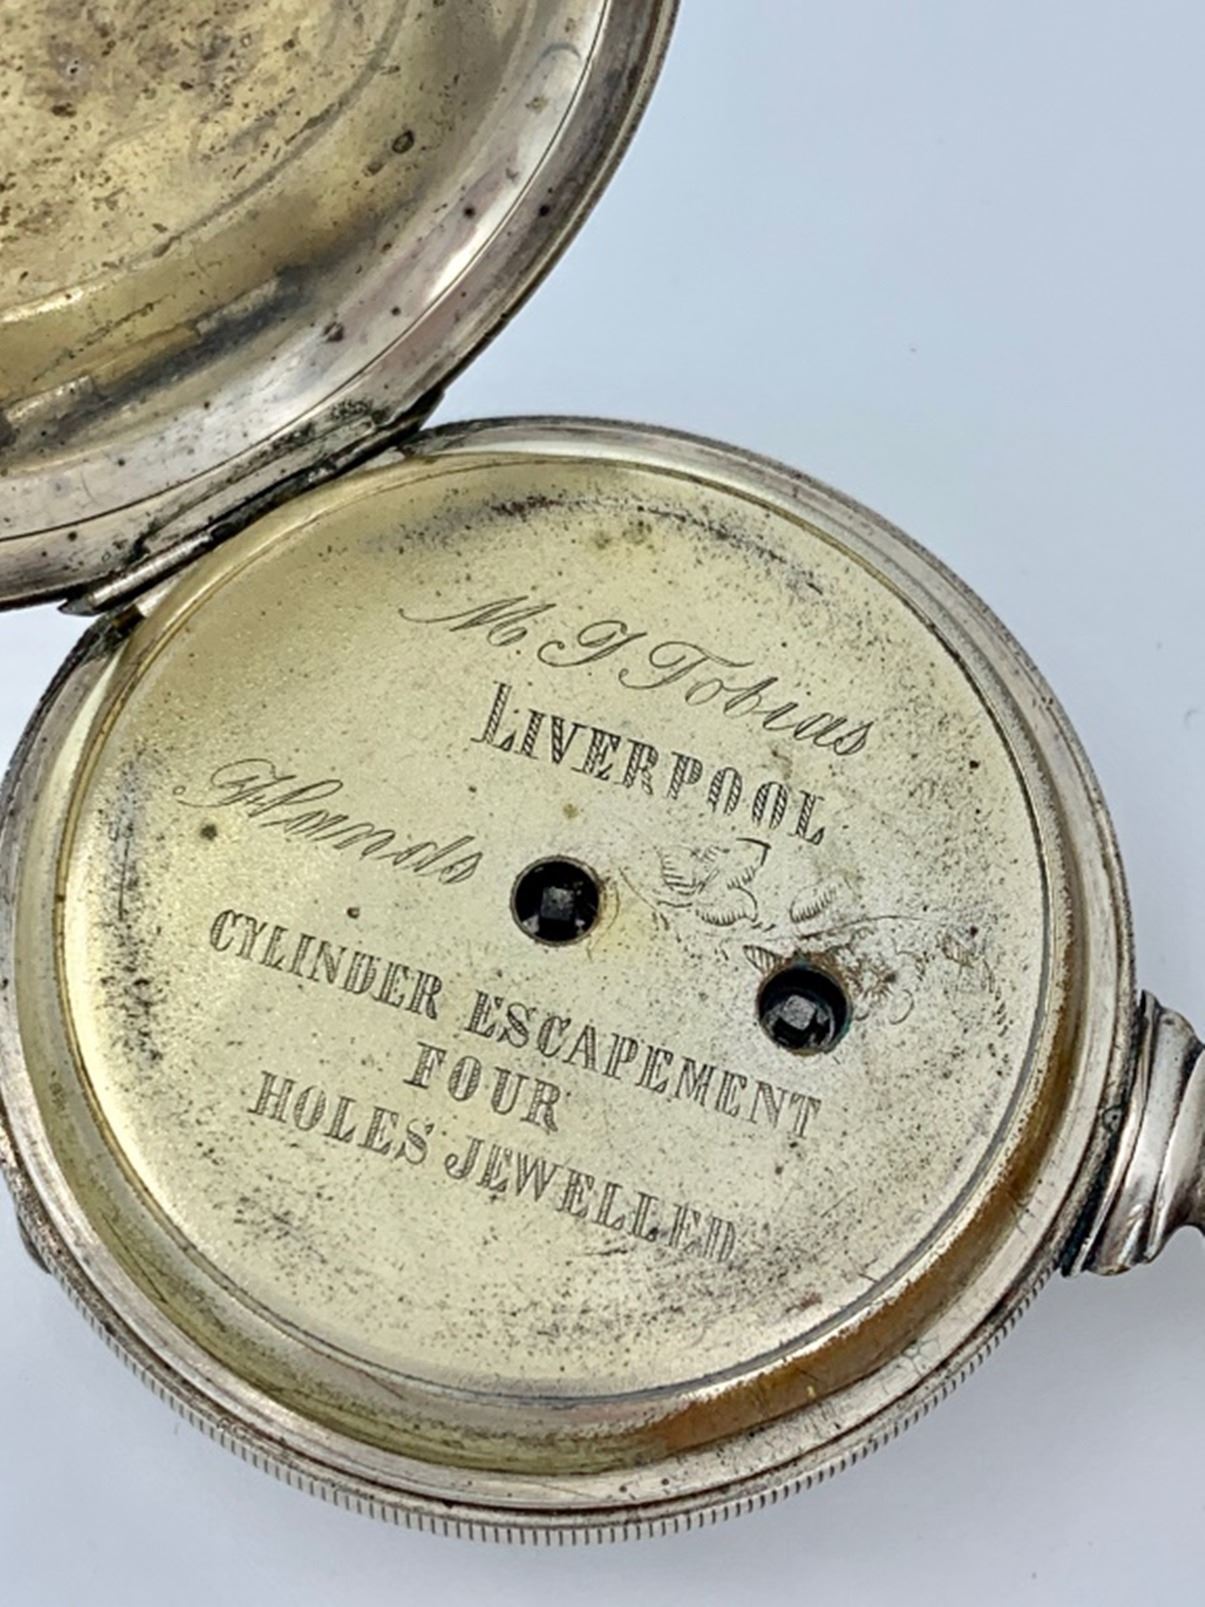 M. J. Tobias
LIVERPOOL
Hands
CYLINDER ESCAPEMENT
FOUR
HOLES JEWELLED